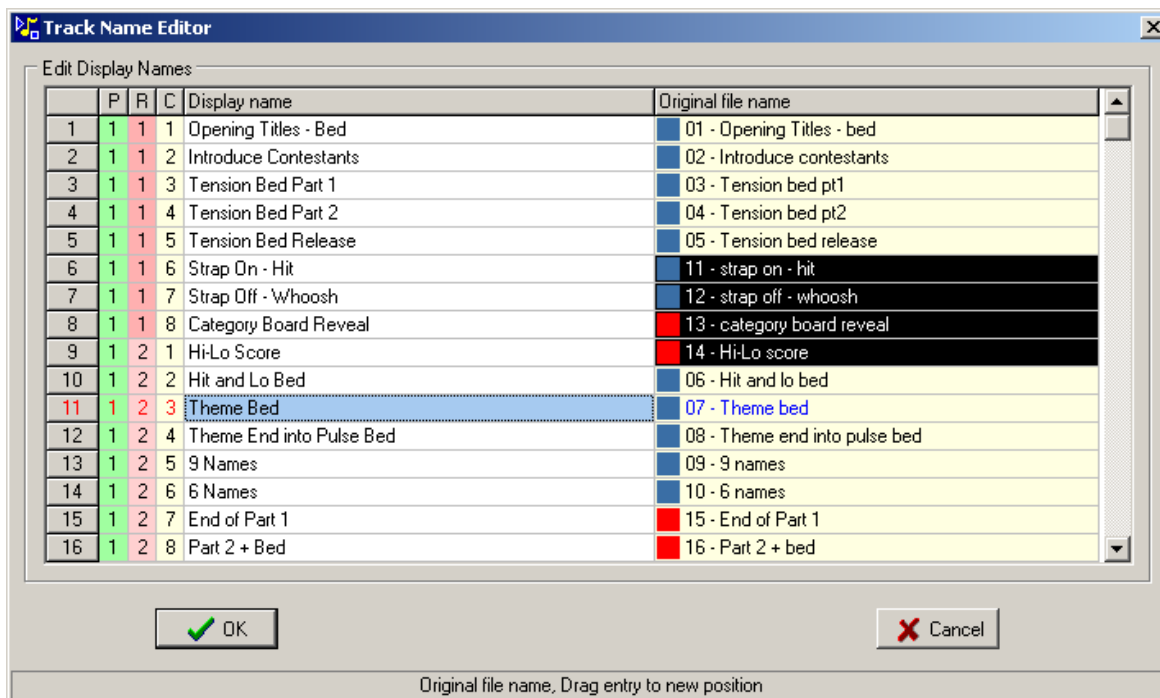 Track Name Editor
Edit Display Names
P R C Display name Original file name
1 1 1 1 Opening Titles - Bed 01 - Opening Titles - bed
2 1 1 2 Introduce Contestants 02 - Introduce contestants
3 1 1 3 Tension Bed Part 1 03 - Tension bed pt1
4 1 1 4 Tension Bed Part 2 04 - Tension bed pt2
5 1 1 5 Tension Bed Release 05 - Tension bed release
6 1 1 6 Strap On - Hit 11 - strap on - hit
7 1 1 7 Strap Off - Whoosh 12 - strap off - whoosh
8 1 1 8 Category Board Reveal 13 - category board reveal
9 1 2 1 Hi-Lo Score 14 - Hi-Lo score
10 1 2 2 Hit and Lo Bed 06 - Hit and lo bed
11 1 2 3 Theme Bed 07 - Theme bed
12 1 2 4 Theme End into Pulse Bed 08 - Theme end into pulse bed
13 1 2 5 9 Names 09 - 9 names
14 1 2 6 6 Names 10 - 6 names
15 1 2 7 End of Part 1 15 - End of Part 1
16 1 2 8 Part 2 + Bed 16 - Part 2 + bed
OK Cancel
Original file name, Drag entry to new position